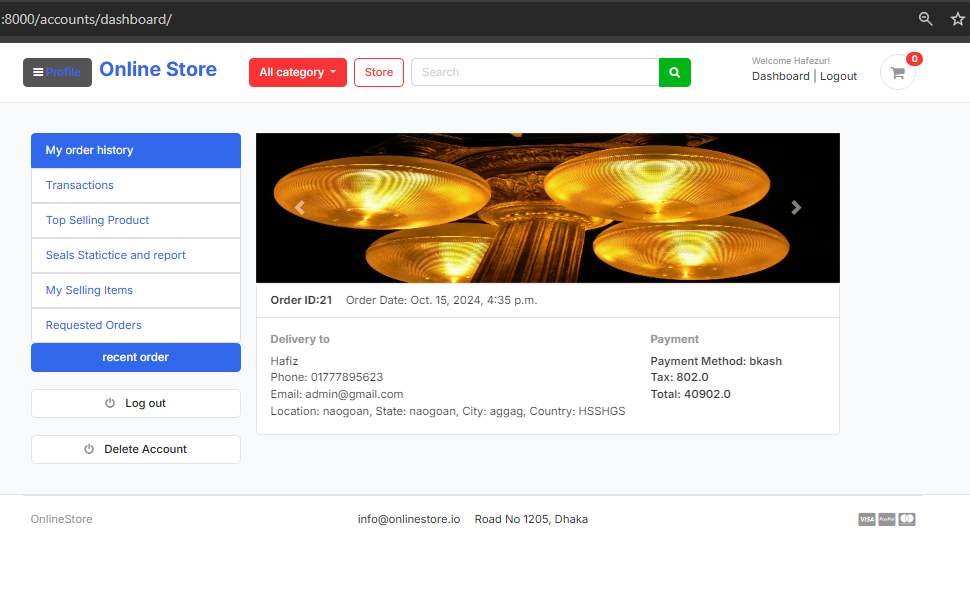 :8000/accounts/dashboard/
Profile
Online Store
All category
Store
Search
Welcome Hafezur!
Dashboard | Logout
0
My order history
Transactions
Top Selling Product
Seals Statictice and report
My Selling Items
Requested Orders
recent order
Log out
Delete Account
Order ID:21 Order Date: Oct. 15, 2024, 4:35 p.m.
Delivery to
Hafiz
Phone: 01777895623
Email: admin@gmail.com
Location: naogoan, State: naogoan, City: aggag, Country: HSSHGS
Payment
Payment Method: bkash
Tax: 802.0
Total: 40902.0
OnlineStore
info@onlinestore.io
Road No 1205, Dhaka
VISA
PayPal